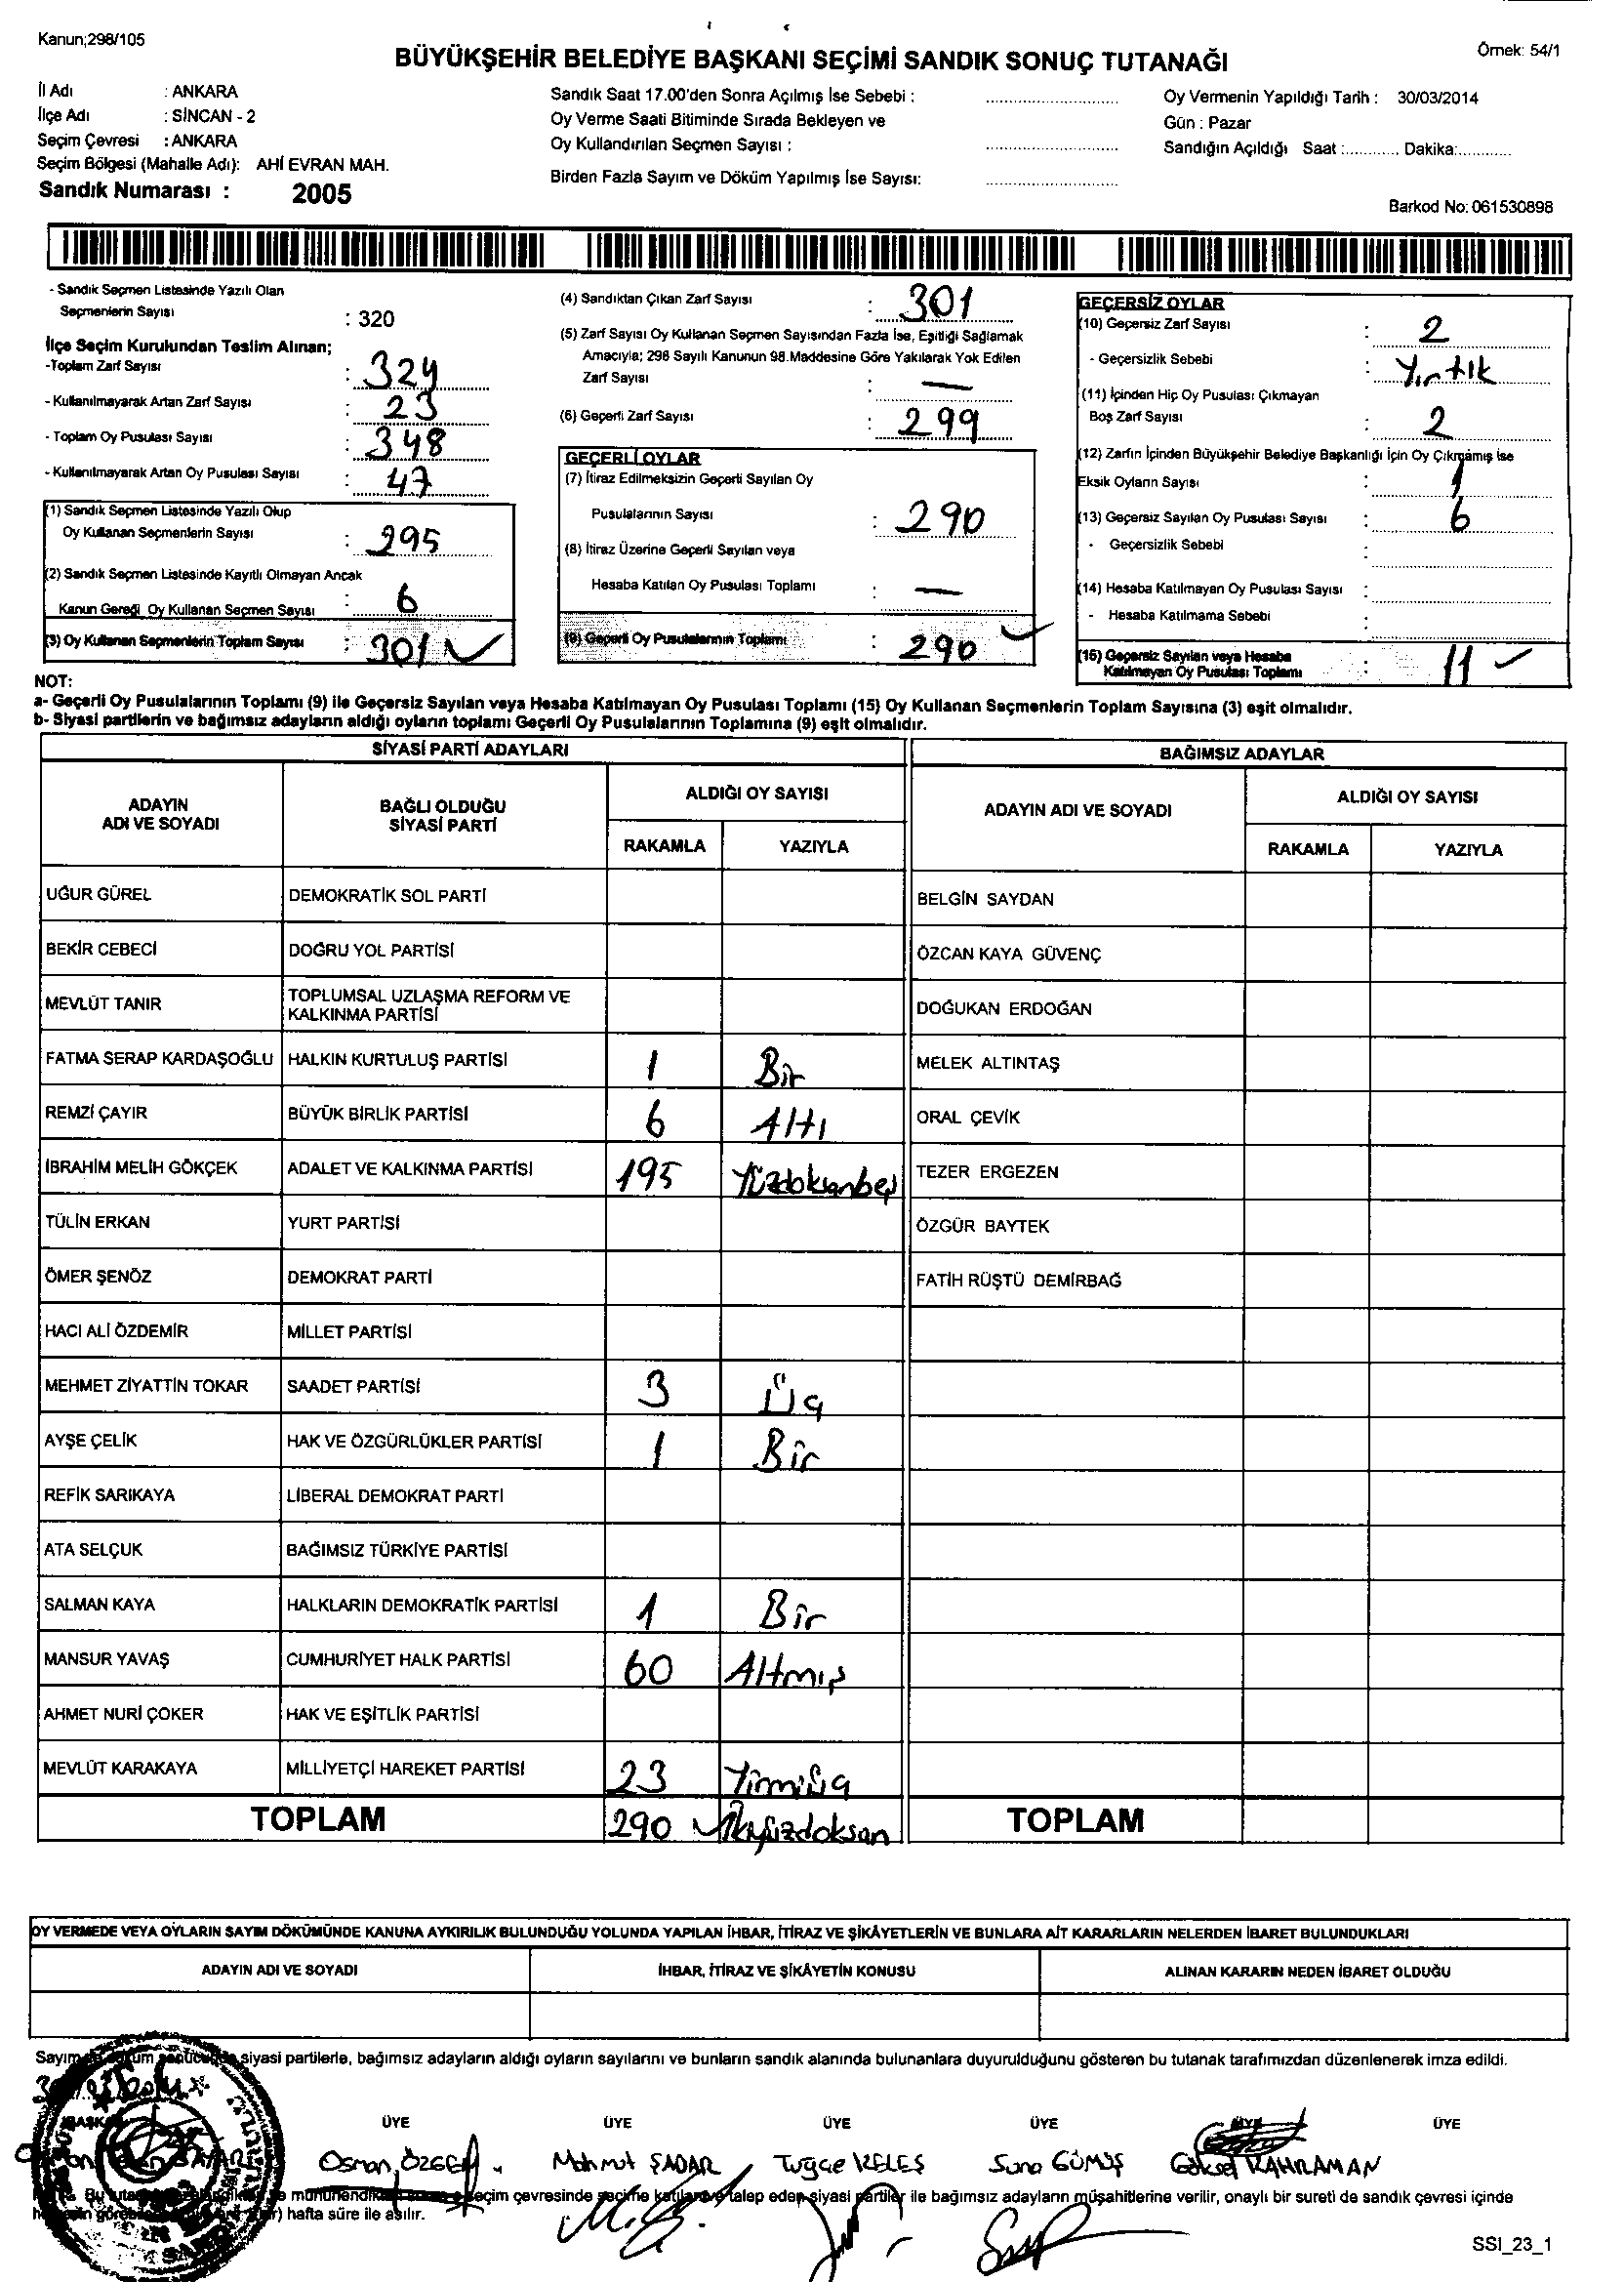 Kanun;298/105
Örnek: 54/1
BÜYÜKŞEHİR BELEDİYE BAŞKANI SEÇİMİ SANDIK SONUÇ TUTANAĞI
İl Adı : ANKARA
İlçe Adı : SİNCAN - 2
Seçim Çevresi : ANKARA
Seçim Bölgesi (Mahalle Adı): AHİ EVRAN MAH.
Sandık Numarası : 2005
Sandık Saat 17.00'den Sonra Açılmış İse Sebebi : ..........
Oy Verme Saati Bitiminde Sırada Bekleyen ve
Oy Kullandırılan Seçmen Sayısı : ..........
Birden Fazla Sayım ve Döküm Yapılmış İse Sayısı: ..........
Oy Vermenin Yapıldığı Tarih : 30/03/2014
Gün : Pazar
Sandığın Açıldığı Saat :........... Dakika:...........
Barkod No: 061530898
- Sandık Seçmen Listesinde Yazılı Olan
Seçmenlerin Sayısı : 320
İlçe Seçim Kurulundan Teslim Alınan;
-Toplam Zarf Sayısı : 324
- Kullanılmayarak Artan Zarf Sayısı : 23
- Toplam Oy Pusulası Sayısı : 348
- Kullanılmayarak Artan Oy Pusulası Sayısı : 47
(1) Sandık Seçmen Listesinde Yazılı Olup
Oy Kullanan Seçmenlerin Sayısı : 295
(2) Sandık Seçmen Listesinde Kayıtlı Olmayan Ancak
Kanun Gereği Oy Kullanan Seçmen Sayısı : 6
(3) Oy Kullanan Seçmenlerin Toplam Sayısı : 301 ✓
(4) Sandıktan Çıkan Zarf Sayısı : 301
(5) Zarf Sayısı Oy Kullanan Seçmen Sayısından Fazla İse, Eşitliği Sağlamak
Amacıyla; 298 Sayılı Kanunun 98.Maddesine Göre Yakılarak Yok Edilen
Zarf Sayısı : —
(6) Geçerli Zarf Sayısı : 299
GEÇERLİ OYLAR
(7) İtiraz Edilmeksizin Geçerli Sayılan Oy
Pusulalarının Sayısı : 290
(8) İtiraz Üzerine Geçerli Sayılan veya
Hesaba Katılan Oy Pusulası Toplamı : —
(9) Geçerli Oy Pusulalarının Toplamı : 290 ✓
GEÇERSİZ OYLAR
(10) Geçersiz Zarf Sayısı : 2
- Geçersizlik Sebebi : Yırtık
(11) İçinden Hiç Oy Pusulası Çıkmayan
Boş Zarf Sayısı : 2
(12) Zarfın İçinden Büyükşehir Belediye Başkanlığı İçin Oy Çıkmamış İse
Eksik Oyların Sayısı : 1
(13) Geçersiz Sayılan Oy Pusulası Sayısı : 6
- Geçersizlik Sebebi :
(14) Hesaba Katılmayan Oy Pusulası Sayısı :
- Hesaba Katılmama Sebebi :
(15) Geçersiz Sayılan veya Hesaba
Katılmayan Oy Pusulası Toplamı : 11 ✓
NOT:
a- Geçerli Oy Pusulalarının Toplamı (9) ile Geçersiz Sayılan veya Hesaba Katılmayan Oy Pusulası Toplamı (15) Oy Kullanan Seçmenlerin Toplam Sayısına (3) eşit olmalıdır.
b- Siyasi partilerin ve bağımsız adayların aldığı oyların toplamı Geçerli Oy Pusulalarının Toplamına (9) eşit olmalıdır.
SİYASİ PARTİ ADAYLARI
BAĞIMSIZ ADAYLAR
ADAYIN ADI VE SOYADI
BAĞLI OLDUĞU SİYASİ PARTİ
ALDIĞI OY SAYISI
RAKAMLA YAZIYLA
ADAYIN ADI VE SOYADI
ALDIĞI OY SAYISI
RAKAMLA YAZIYLA
UĞUR GÜREL DEMOKRATİK SOL PARTİ BELGİN SAYDAN
BEKİR CEBECİ DOĞRU YOL PARTİSİ ÖZCAN KAYA GÜVENÇ
MEVLÜT TANIR TOPLUMSAL UZLAŞMA REFORM VE KALKINMA PARTİSİ DOĞUKAN ERDOĞAN
FATMA SERAP KARDAŞOĞLU HALKIN KURTULUŞ PARTİSİ 1 Bir MELEK ALTINTAŞ
REMZİ ÇAYIR BÜYÜK BİRLİK PARTİSİ 6 Altı ORAL ÇEVİK
İBRAHİM MELİH GÖKÇEK ADALET VE KALKINMA PARTİSİ 195 Yüzdoksanbeş TEZER ERGEZEN
TÜLİN ERKAN YURT PARTİSİ ÖZGÜR BAYTEK
ÖMER ŞENÖZ DEMOKRAT PARTİ FATİH RÜŞTÜ DEMİRBAĞ
HACI ALİ ÖZDEMİR MİLLET PARTİSİ
MEHMET ZİYATTİN TOKAR SAADET PARTİSİ 3 Üç
AYŞE ÇELİK HAK VE ÖZGÜRLÜKLER PARTİSİ 1 Bir
REFİK SARIKAYA LİBERAL DEMOKRAT PARTİ
ATA SELÇUK BAĞIMSIZ TÜRKİYE PARTİSİ
SALMAN KAYA HALKLARIN DEMOKRATİK PARTİSİ 1 Bir
MANSUR YAVAŞ CUMHURİYET HALK PARTİSİ 60 Altmış
AHMET NURİ ÇOKER HAK VE EŞİTLİK PARTİSİ
MEVLÜT KARAKAYA MİLLİYETÇİ HAREKET PARTİSİ 23 Yirmiüç
TOPLAM 290 ✓ İkiyüzdoksan TOPLAM
OY VERMEDE VEYA OYLARIN SAYIM DÖKÜMÜNDE KANUNA AYKIRILIK BULUNDUĞU YOLUNDA YAPILAN İHBAR, İTİRAZ VE ŞİKÂYETLERİN VE BUNLARA AİT KARARLARIN NELERDEN İBARET BULUNDUKLARI
ADAYIN ADI VE SOYADI İHBAR, İTİRAZ VE ŞİKÂYETİN KONUSU ALINAN KARARIN NEDEN İBARET OLDUĞU
Sayım siyasi partilerle, bağımsız adayların aldığı oyların sayılarını ve bunların sandık alanında bulunanlara duyurulduğunu gösteren bu tutanak tarafımızdan düzenlenerek imza edildi.
ÜYE ÜYE ÜYE ÜYE ÜYE ÜYE
Osman ÖZGEN Mahmut ŞADAR Tuğçe KELEŞ Suna GÜMÜŞ Göksel KAHRAMAN
seçim çevresinde seçime katılan ve talep eden siyasi partiler ile bağımsız adayların müşahitlerine verilir, onaylı bir sureti de sandık çevresi içinde
hafta süre ile asılır.
SSI_23_1